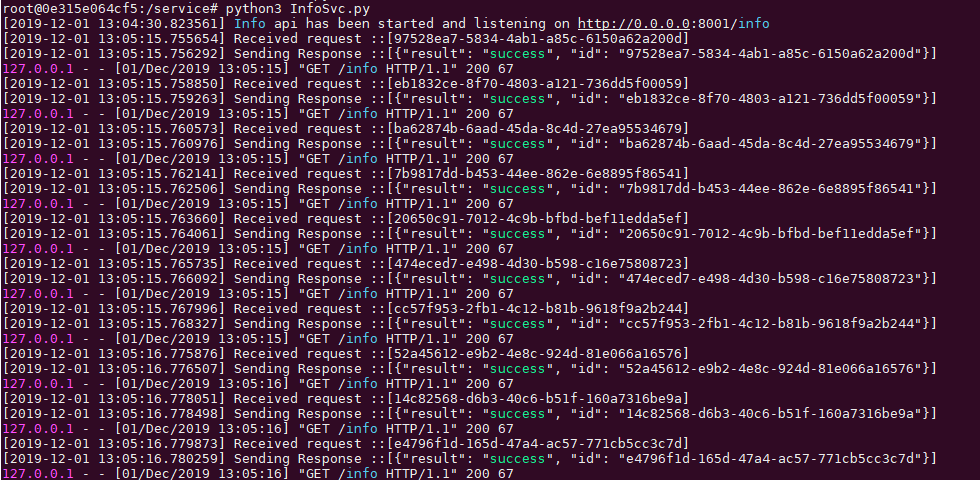 root@0e315e064cf5:/service# python3 InfoSvc.py
[2019-12-01 13:04:30.823561] Info api has been started and listening on http://0.0.0.0:8001/info
[2019-12-01 13:05:15.755654] Received request ::[97528ea7-5834-4ab1-a85c-6150a62a200d]
[2019-12-01 13:05:15.756292] Sending Response ::[{"result": "success", "id": "97528ea7-5834-4ab1-a85c-6150a62a200d"}]
127.0.0.1 - - [01/Dec/2019 13:05:15] "GET /info HTTP/1.1" 200 67
[2019-12-01 13:05:15.758850] Received request ::[eb1832ce-8f70-4803-a121-736dd5f00059]
[2019-12-01 13:05:15.759263] Sending Response ::[{"result": "success", "id": "eb1832ce-8f70-4803-a121-736dd5f00059"}]
127.0.0.1 - - [01/Dec/2019 13:05:15] "GET /info HTTP/1.1" 200 67
[2019-12-01 13:05:15.760573] Received request ::[ba62874b-6aad-45da-8c4d-27ea95534679]
[2019-12-01 13:05:15.760976] Sending Response ::[{"result": "success", "id": "ba62874b-6aad-45da-8c4d-27ea95534679"}]
127.0.0.1 - - [01/Dec/2019 13:05:15] "GET /info HTTP/1.1" 200 67
[2019-12-01 13:05:15.762141] Received request ::[7b9817dd-b453-44ee-862e-6e8895f86541]
[2019-12-01 13:05:15.762506] Sending Response ::[{"result": "success", "id": "7b9817dd-b453-44ee-862e-6e8895f86541"}]
127.0.0.1 - - [01/Dec/2019 13:05:15] "GET /info HTTP/1.1" 200 67
[2019-12-01 13:05:15.763660] Received request ::[20650c91-7012-4c9b-bfbd-bef11edda5ef]
[2019-12-01 13:05:15.764061] Sending Response ::[{"result": "success", "id": "20650c91-7012-4c9b-bfbd-bef11edda5ef"}]
127.0.0.1 - - [01/Dec/2019 13:05:15] "GET /info HTTP/1.1" 200 67
[2019-12-01 13:05:15.765735] Received request ::[474eced7-e498-4d30-b598-c16e75808723]
[2019-12-01 13:05:15.766092] Sending Response ::[{"result": "success", "id": "474eced7-e498-4d30-b598-c16e75808723"}]
127.0.0.1 - - [01/Dec/2019 13:05:15] "GET /info HTTP/1.1" 200 67
[2019-12-01 13:05:15.767996] Received request ::[cc57f953-2fb1-4c12-b81b-9618f9a2b244]
[2019-12-01 13:05:15.768327] Sending Response ::[{"result": "success", "id": "cc57f953-2fb1-4c12-b81b-9618f9a2b244"}]
127.0.0.1 - - [01/Dec/2019 13:05:15] "GET /info HTTP/1.1" 200 67
[2019-12-01 13:05:16.775876] Received request ::[52a45612-e9b2-4e8c-924d-81e066a16576]
[2019-12-01 13:05:16.776507] Sending Response ::[{"result": "success", "id": "52a45612-e9b2-4e8c-924d-81e066a16576"}]
127.0.0.1 - - [01/Dec/2019 13:05:16] "GET /info HTTP/1.1" 200 67
[2019-12-01 13:05:16.778051] Received request ::[14c82568-d6b3-40c6-b51f-160a7316be9a]
[2019-12-01 13:05:16.778498] Sending Response ::[{"result": "success", "id": "14c82568-d6b3-40c6-b51f-160a7316be9a"}]
127.0.0.1 - - [01/Dec/2019 13:05:16] "GET /info HTTP/1.1" 200 67
[2019-12-01 13:05:16.779873] Received request ::[e4796f1d-165d-47a4-ac57-771cb5cc3c7d]
[2019-12-01 13:05:16.780259] Sending Response ::[{"result": "success", "id": "e4796f1d-165d-47a4-ac57-771cb5cc3c7d"}]
127.0.0.1 - - [01/Dec/2019 13:05:16] "GET /info HTTP/1.1" 200 67